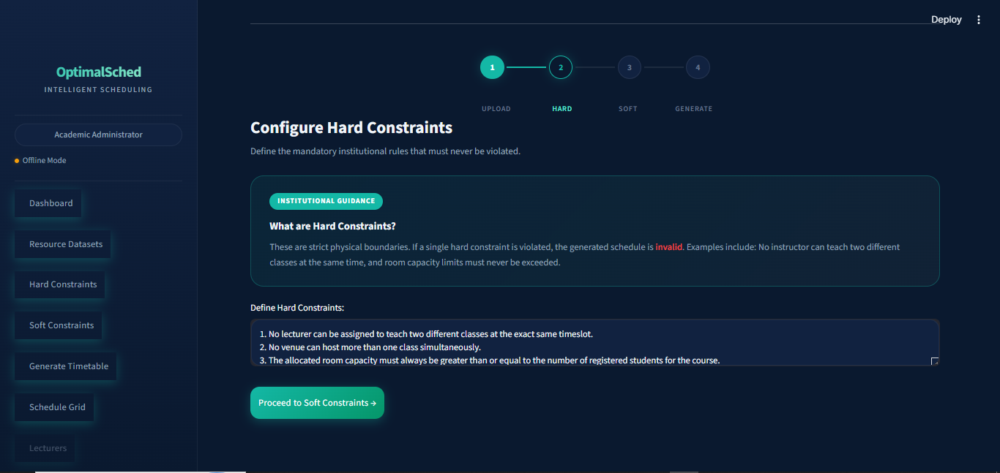 Deploy
OptimalSched
INTELLIGENT SCHEDULING
Academic Administrator
Offline Mode
Dashboard
Resource Datasets
Hard Constraints
Soft Constraints
Generate Timetable
Schedule Grid
Lecturers
1
2
3
4
UPLOAD
HARD
SOFT
GENERATE
Configure Hard Constraints
Define the mandatory institutional rules that must never be violated.
INSTITUTIONAL GUIDANCE
What are Hard Constraints?
These are strict physical boundaries. If a single hard constraint is violated, the generated schedule is invalid. Examples include: No instructor can teach two different
classes at the same time, and room capacity limits must never be exceeded.
Define Hard Constraints:
1. No lecturer can be assigned to teach two different classes at the exact same timeslot.
2. No venue can host more than one class simultaneously.
3. The allocated room capacity must always be greater than or equal to the number of registered students for the course.
Proceed to Soft Constraints →